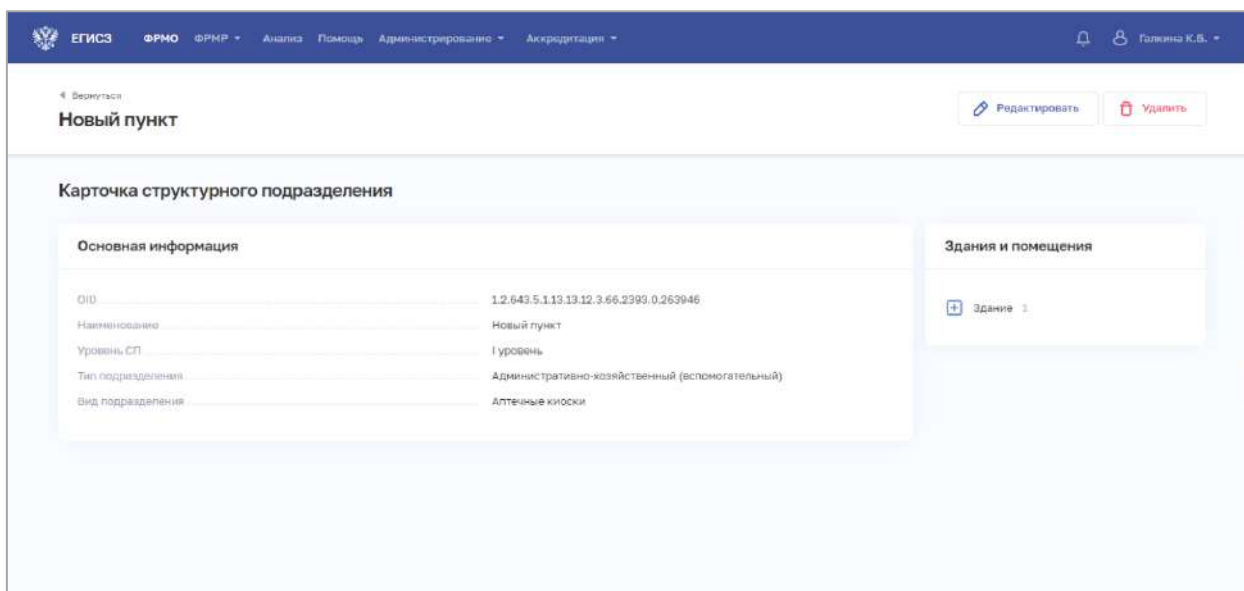 ЕГИСЗ ФРМО ФРМР Анализ Помощь Администрирование Аккредитация Галкина К.Б.
Вернуться
Новый пункт
Редактировать Удалить
Карточка структурного подразделения
Основная информация
OID 1.2.643.5.1.13.13.12.3.66.2393.0.263946
Наименование Новый пункт
Уровень СП I уровень
Тип подразделения Административно-хозяйственный (вспомогательный)
Вид подразделения Аптечные киоски
Здания и помещения
Здание 1